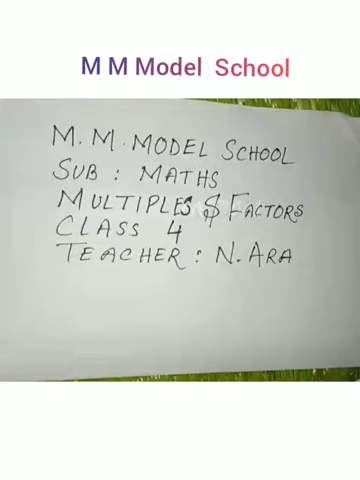 M M Model School
M. M. MODEL SCHOOL
SUB : MATHS
MULTIPLES $ FACTORS
CLASS 4
TEACHER : N. ARA